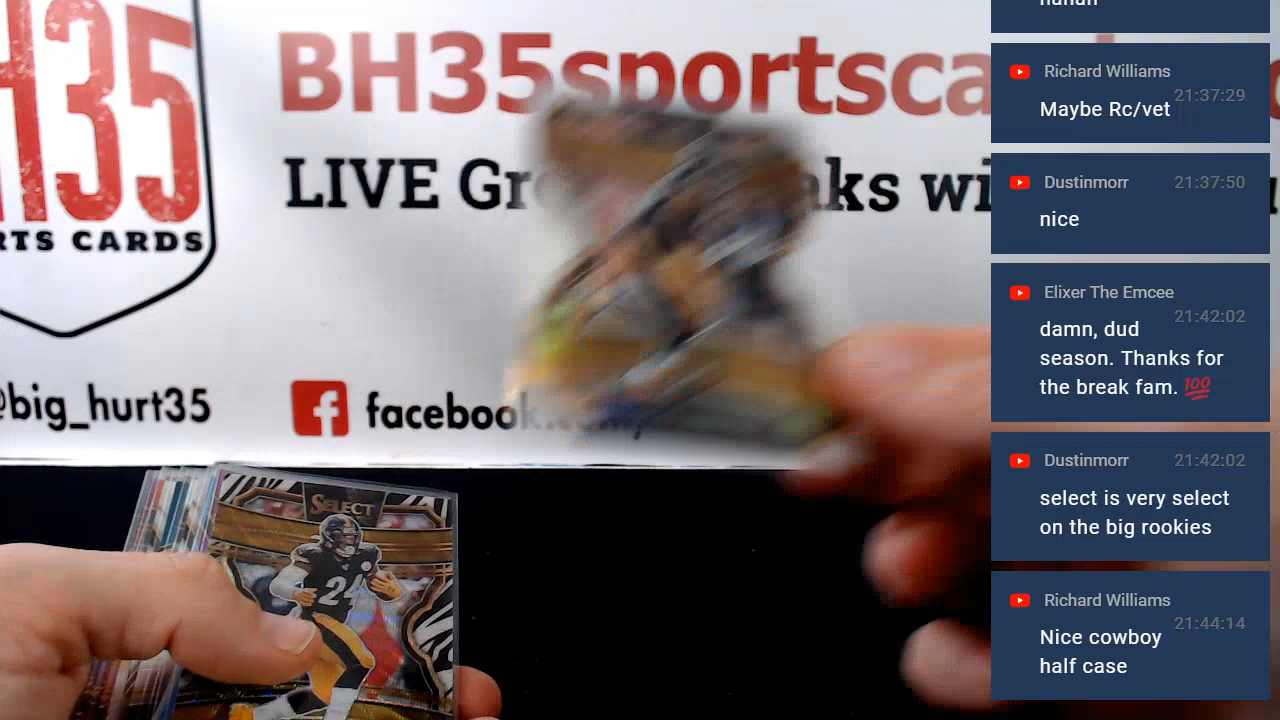 H35
RTS CARDS
BH35sportsca
LIVE Gr
aks wi
@big_hurt35
facebook.com/
SELECT
24
Richard Williams
21:37:29
Maybe Rc/vet
Dustinmorr 21:37:50
nice
Elixer The Emcee
21:42:02
damn, dud
season. Thanks for
the break fam. 💯
Dustinmorr 21:42:02
select is very select
on the big rookies
Richard Williams
21:44:14
Nice cowboy
half case